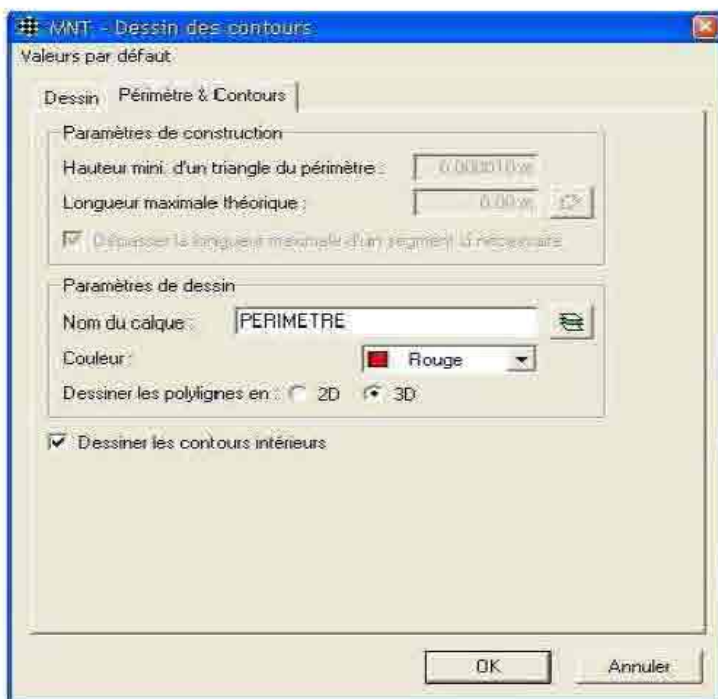 MNT - Dessin des contours
Valeurs par défaut
Dessin Périmètre & Contours
Paramètres de construction
Hauteur mini. d'un triangle du périmètre : 0.000010 m
Longueur maximale théorique : 0.00 m
Dépasser la longueur maximale d'un segment si nécessaire
Paramètres de dessin
Nom du calque : PERIMETRE
Couleur : Rouge
Dessiner les polylignes en : 2D 3D
Dessiner les contours intérieurs
OK Annuler